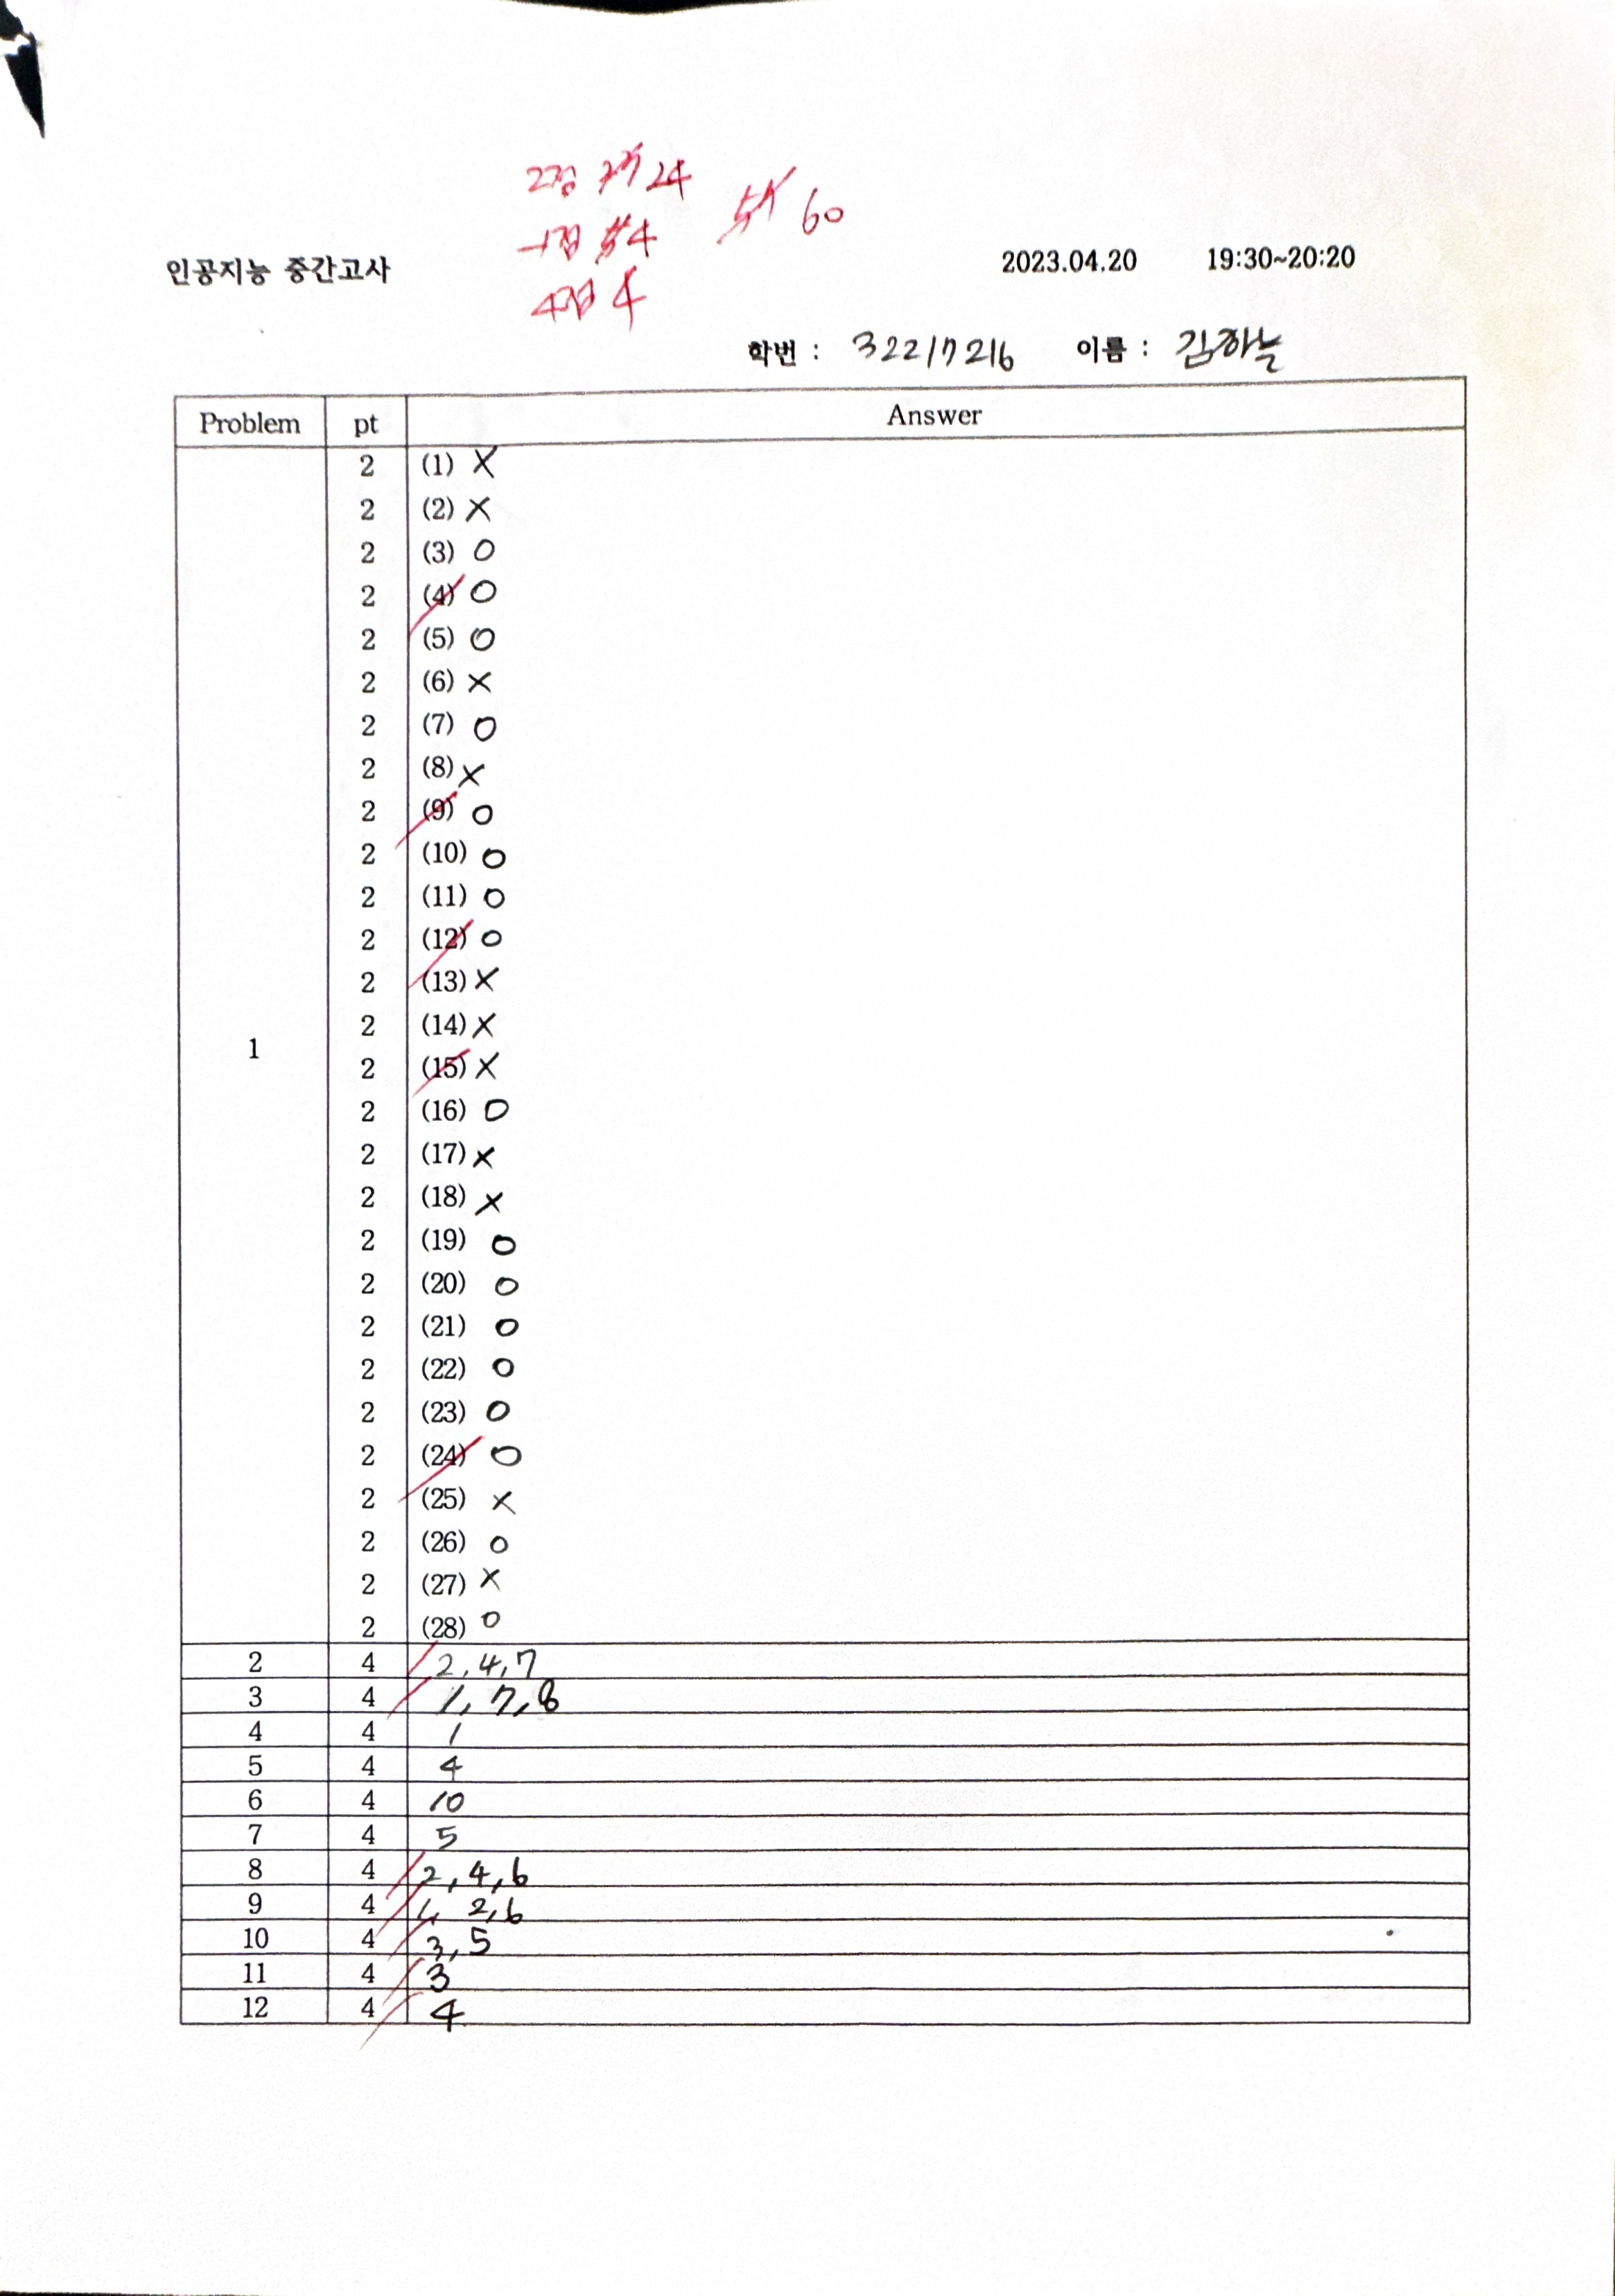 2점 24
-1점 4 60
4점 4
인공지능 중간고사 2023.04.20 19:30~20:20
학번 : 32217216 이름 : 김하늘
Problem pt Answer
1
2 (1) X
2 (2) X
2 (3) O
2 (4) O
2 (5) O
2 (6) X
2 (7) O
2 (8) X
2 (9) O
2 (10) O
2 (11) O
2 (12) O
2 (13) X
2 (14) X
2 (15) X
2 (16) O
2 (17) X
2 (18) X
2 (19) O
2 (20) O
2 (21) O
2 (22) O
2 (23) O
2 (24) O
2 (25) X
2 (26) O
2 (27) X
2 (28) O
2 4 2, 4, 7
3 4 1, 7, 8
4 4 1
5 4 4
6 4 10
7 4 5
8 4 2, 4, 6
9 4 1, 2, 6
10 4 3, 5
11 4 3
12 4 4